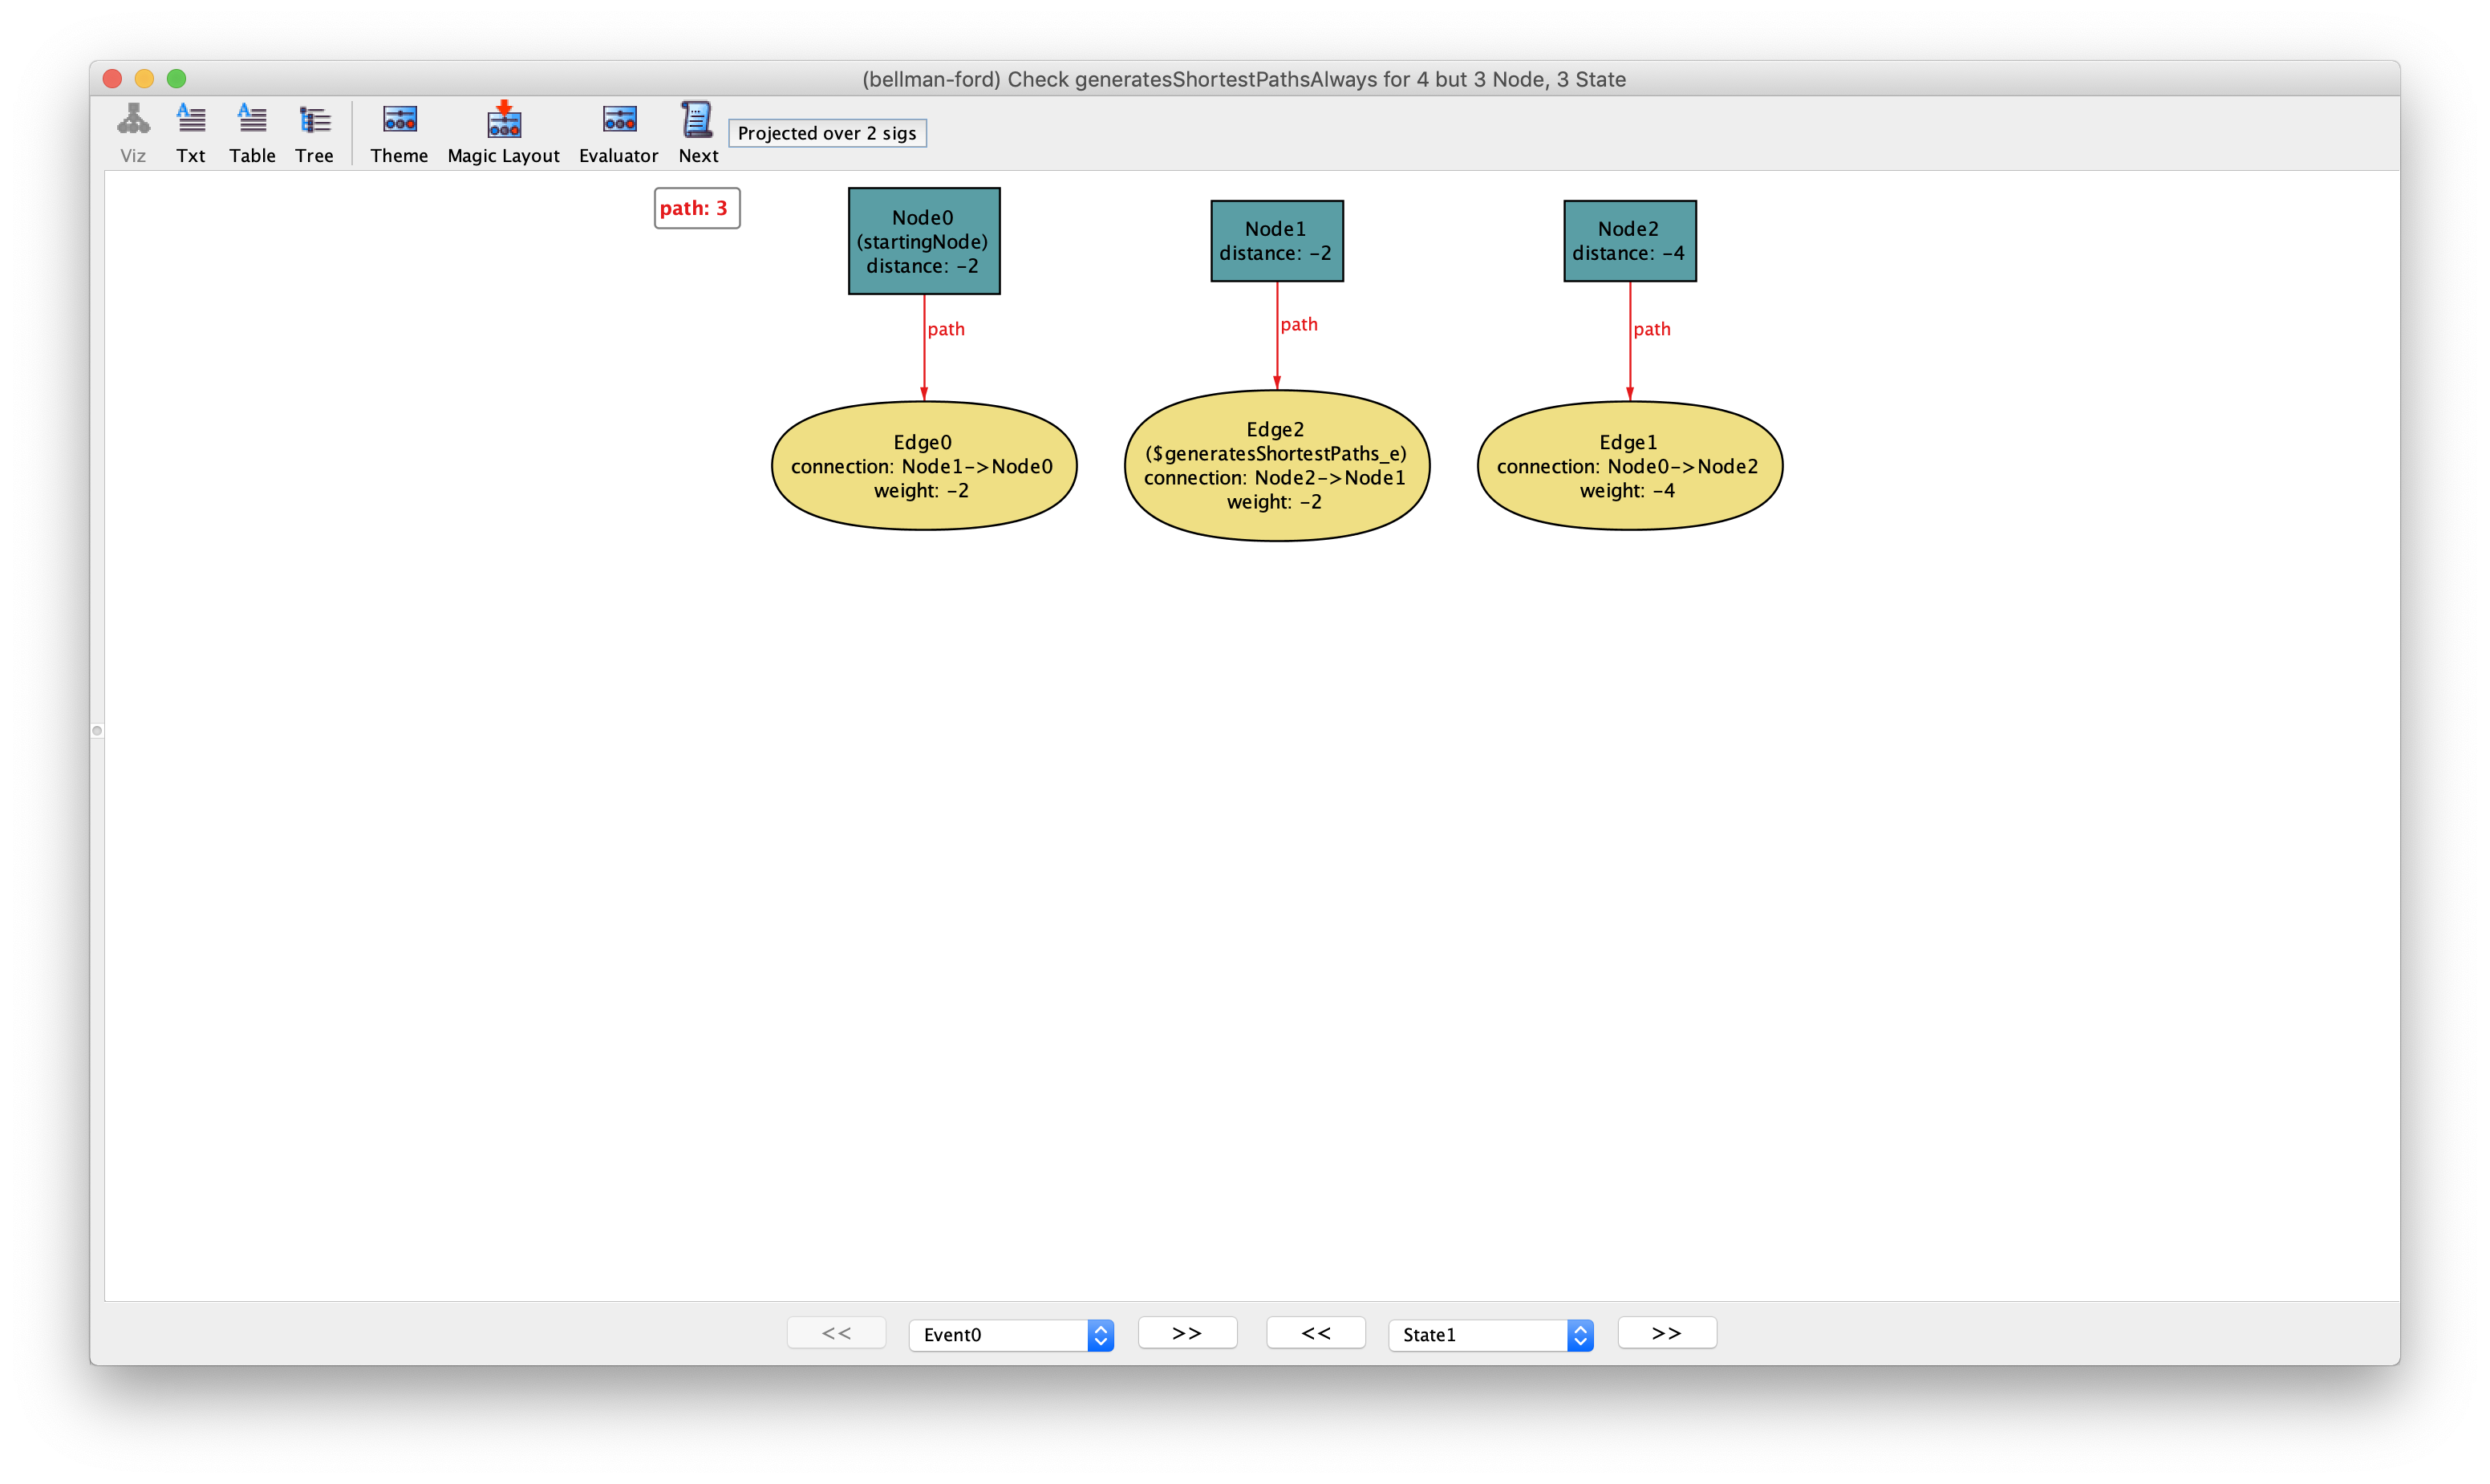 (bellman-ford) Check generatesShortestPathsAlways for 4 but 3 Node, 3 State
Viz Txt Table Tree Theme Magic Layout Evaluator Next Projected over 2 sigs
path: 3
Node0
(startingNode)
distance: -2
Node1
distance: -2
Node2
distance: -4
path
path
path
Edge0
connection: Node1->Node0
weight: -2
Edge2
($generatesShortestPaths_e)
connection: Node2->Node1
weight: -2
Edge1
connection: Node0->Node2
weight: -4
<< Event0 >> << State1 >>